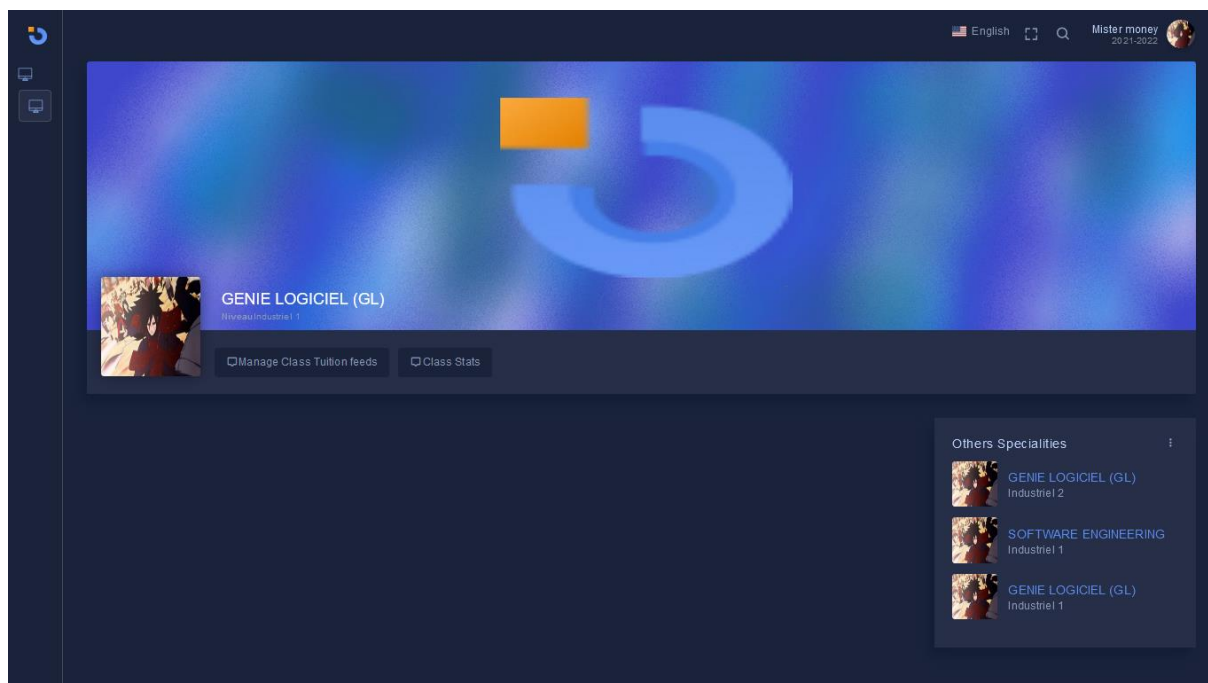 English
Mister money
2021-2022
GENIE LOGICIEL (GL)
Niveau Industriel 1
Manage Class Tuition feeds
Class Stats
Others Specialities
GENIE LOGICIEL (GL)
Industriel 2
SOFTWARE ENGINEERING
Industriel 1
GENIE LOGICIEL (GL)
Industriel 1